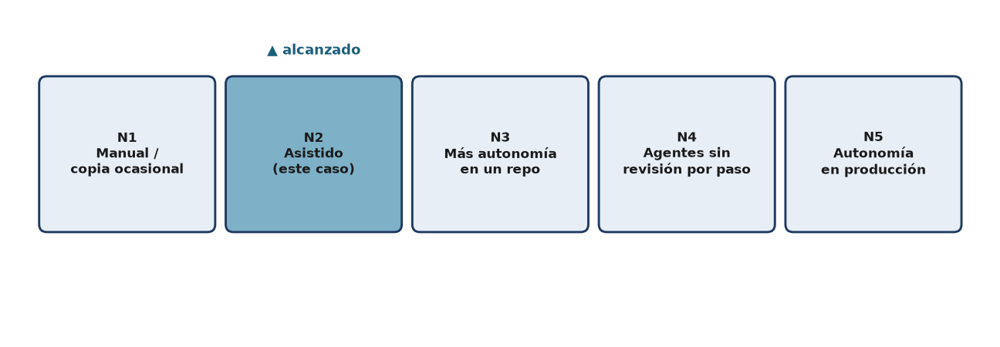 ▲ alcanzado
N1
Manual /
copia ocasional
N2
Asistido
(este caso)
N3
Más autonomía
en un repo
N4
Agentes sin
revisión por paso
N5
Autonomía
en producción